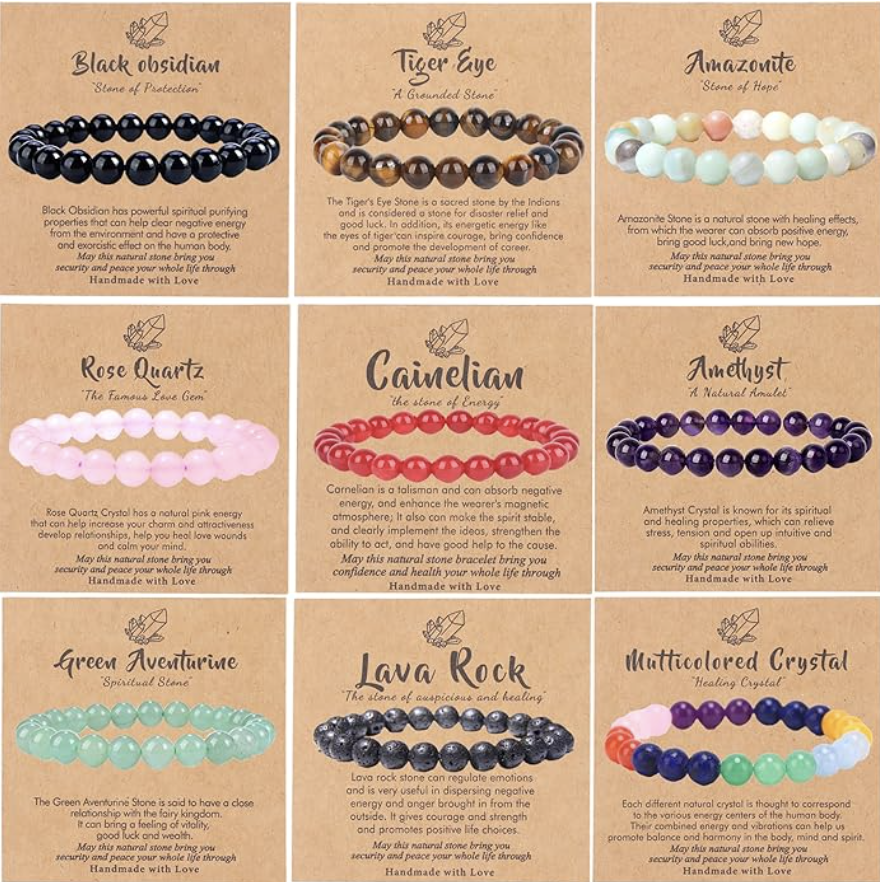 Black obsidian
"Stone of Protection"
Black Obsidian has powerful spiritual purifying
properties that can help clear negative energy
from the environment and have a protective
and exorcistic effect on the human body.
May this natural stone bring you
security and peace your whole life through
Handmade with Love
Tiger Eye
"A Grounded Stone"
The Tiger's Eye Stone is a sacred stone by the Indians
and is considered a stone for disaster relief and
good luck. In addition, its energetic energy like
the eyes of tiger'can inspire courage, bring confidence
and promote the development of career.
May this natural stone bring you
security and peace your whole life through
Handmade with Love
Amazonite
"Stone of Hope"
Amazonite Stone is a natural stone with healing effects,
from which the wearer can absorb positive energy,
bring good luck,and bring new hope.
May this natural stone bring you
security and peace your whole life through
Handmade with Love
Rose Quartz
"The Famous Love Gem"
Rose Quartz Crystal has a natural pink energy
that can help increase your charm and attractiveness
develop relationships, help you heal love wounds
and calm your mind.
May this natural stone bring you
security and peace your whole life through
Handmade with Love
Cainelian
"the stone of Energy"
Carnelian is a talisman and can absorb negative
energy, and enhance the wearer's magnetic
atmosphere; It also can make the spirit stable,
and clearly implement the ideas, strengthen the
ability to act, and have good help to the cause.
May this natural stone bracelet bring you
confidence and health your whole life through
Handmade with Love
Amethyst
"A Natural Amulet"
Amethyst Crystal is known for its spiritual
and healing properties, which can relieve
stress, tension and open up intuitive and
spiritual abilities.
May this natural stone bring you
security and peace your whole life through
Handmade with Love
Green Aventurine
"Spiritual Stone"
The Green Aventurine Stone is said to have a close
relationship with the fairy kingdom.
It can bring a feeling of vitality,
good luck and wealth.
May this natural stone bring you
security and peace your whole life through
Handmade with Love
Lava Rock
"The stone of auspicious and healing"
Lava rock stone can regulate emotions
and is very useful in dispersing negative
energy and anger brought in from the
outside. It gives courage and strength
and promotes positive life choices.
May this natural stone bring you
security and peace your whole life through
Handmade with Love
Mutticolored Crystal
"Healing Crystal"
Each different natural crystal is thought to correspond
to the various energy centers of the human body.
Their combined energy and vibrations can help us
promote balance and harmony in the body, mind and spirit.
May this natural stone bring you
security and peace your whole life through
Handmade with Love